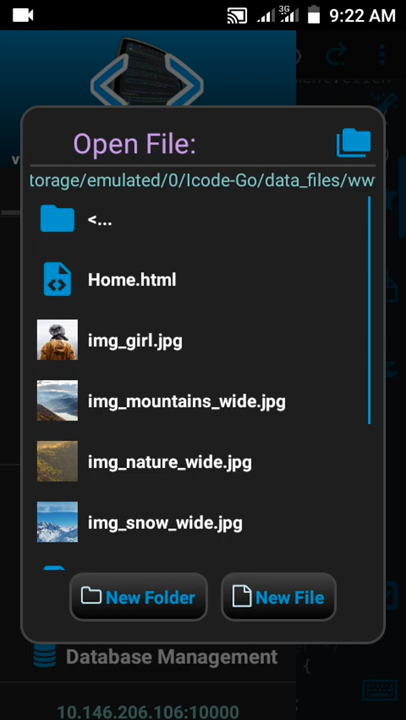 3G
9:22 AM
Open File:
torage/emulated/0/Icode-Go/data_files/ww
<...
Home.html
img_girl.jpg
img_mountains_wide.jpg
img_nature_wide.jpg
img_snow_wide.jpg
New Folder
New File
Database Management
{
10.146.206.106:10000